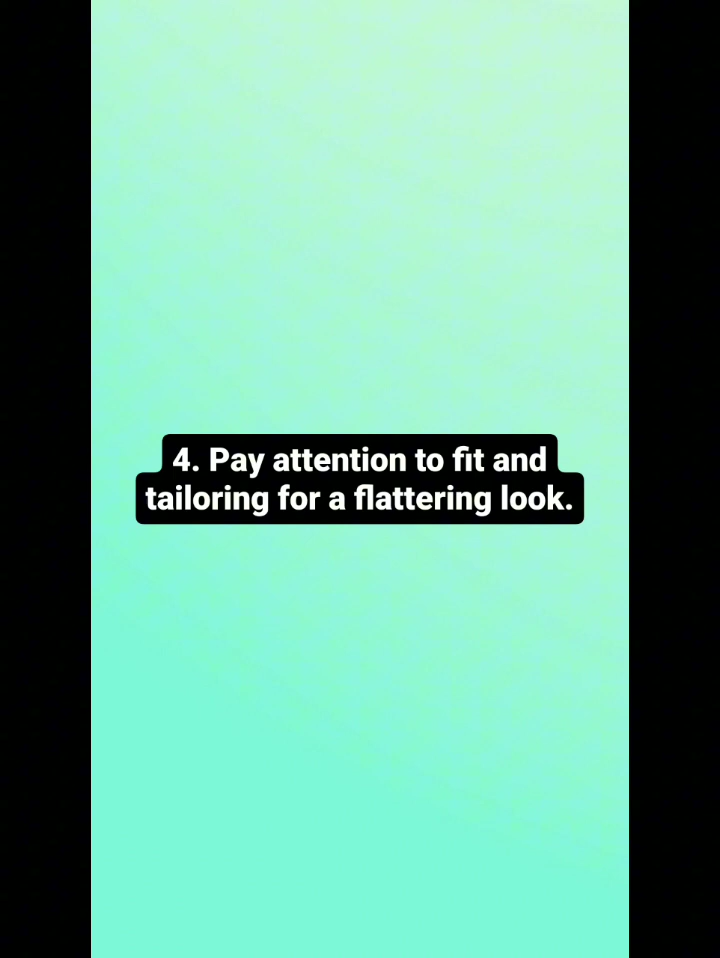 4. Pay attention to fit and
tailoring for a flattering look.